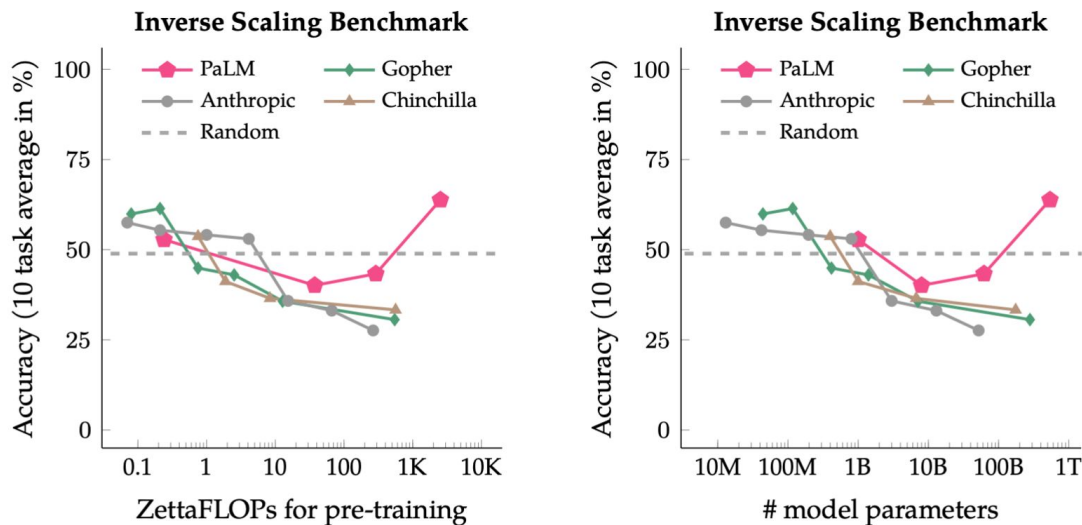 Inverse Scaling Benchmark
Accuracy (10 task average in %)
100
75
50
25
0
PaLM
Gopher
Anthropic
Chinchilla
Random
0.1 1 10 100 1K 10K
ZettaFLOPs for pre-training
Inverse Scaling Benchmark
Accuracy (10 task average in %)
100
75
50
25
0
PaLM
Gopher
Anthropic
Chinchilla
Random
10M 100M 1B 10B 100B 1T
# model parameters